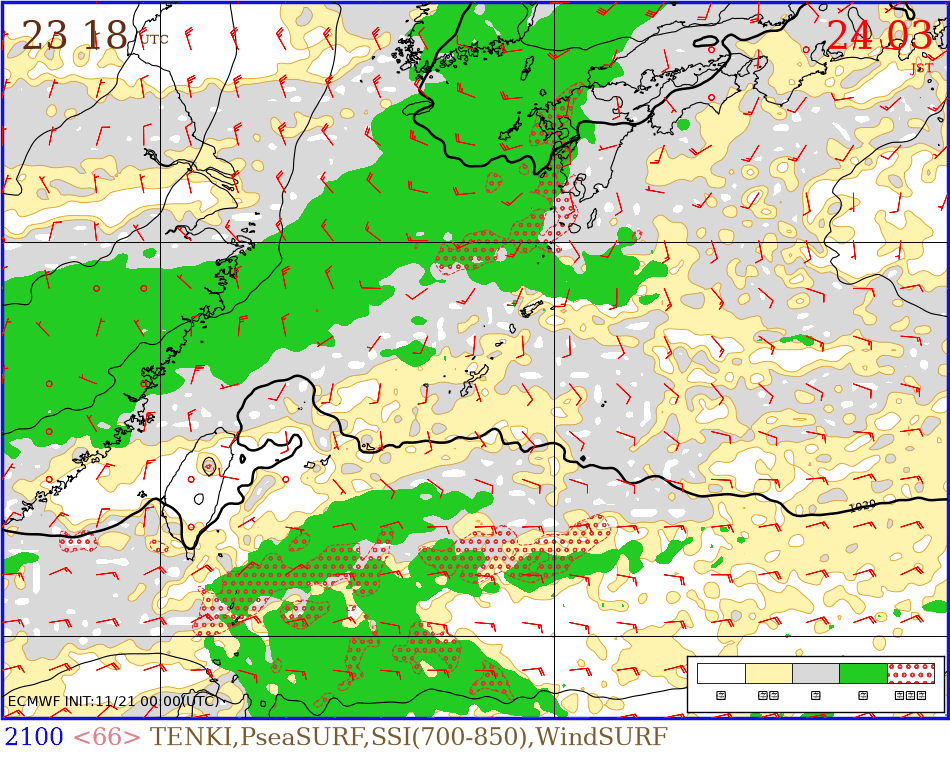 23 18 UTC
24 03 JST
1020
ECMWF INIT:11/21 00:00(UTC)
2100 <66> TENKI,PseaSURF,SSI(700-850),WindSURF